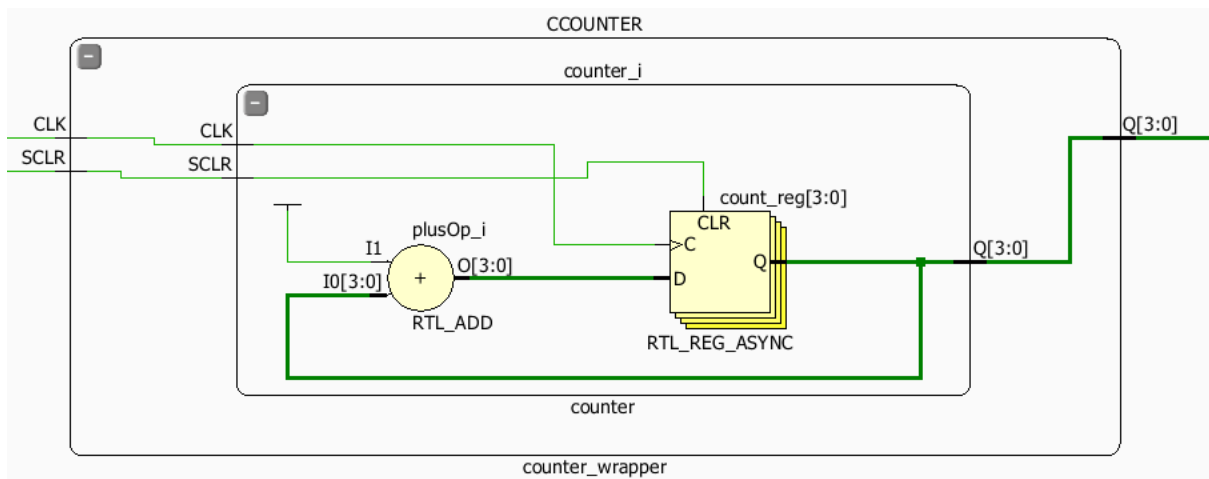 CCOUNTER
counter_i
CLK
CLK
Q[3:0]
SCLR
SCLR
count_reg[3:0]
plusOp_i
CLR
I1
C
Q[3:0]
O[3:0]
Q
I0[3:0]
+
D
RTL_ADD
RTL_REG_ASYNC
counter
counter_wrapper